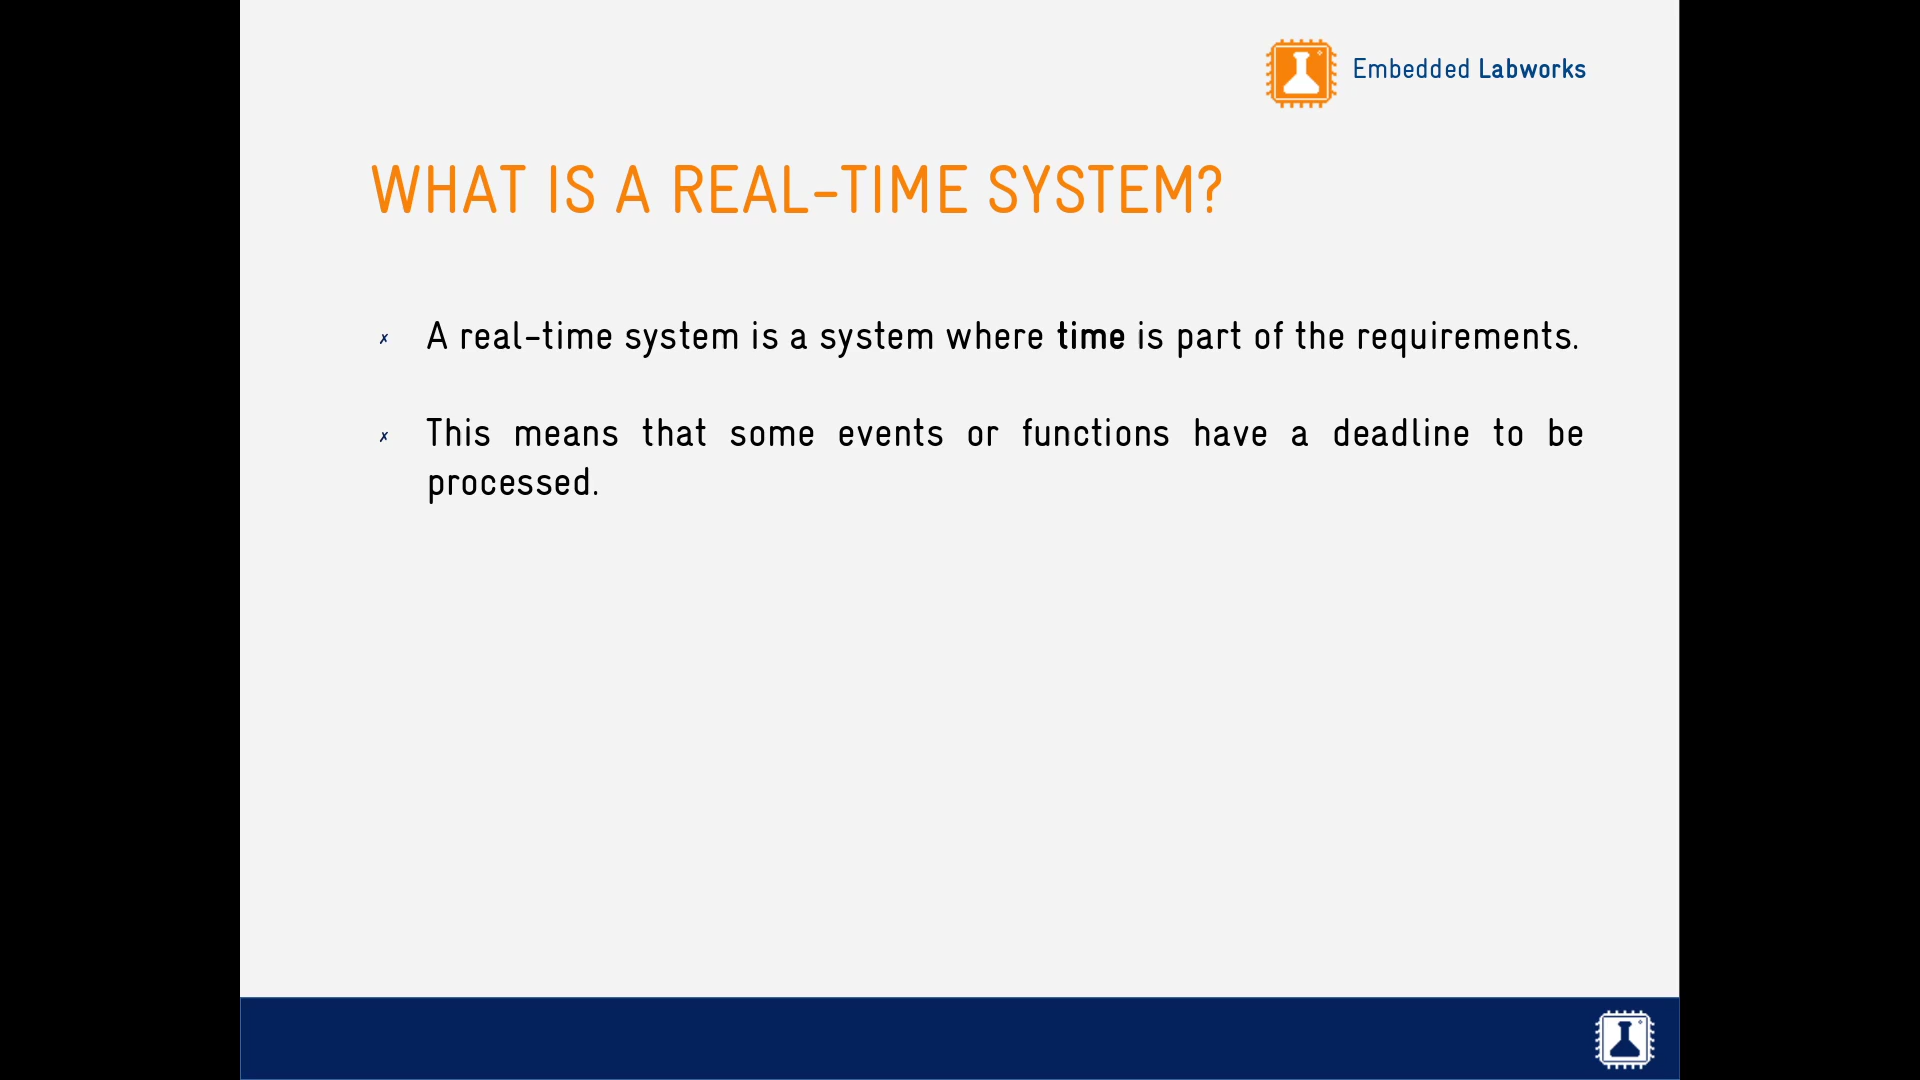 Embedded Labworks
WHAT IS A REAL-TIME SYSTEM?
✗ A real-time system is a system where time is part of the requirements.
✗ This means that some events or functions have a deadline to be
processed.